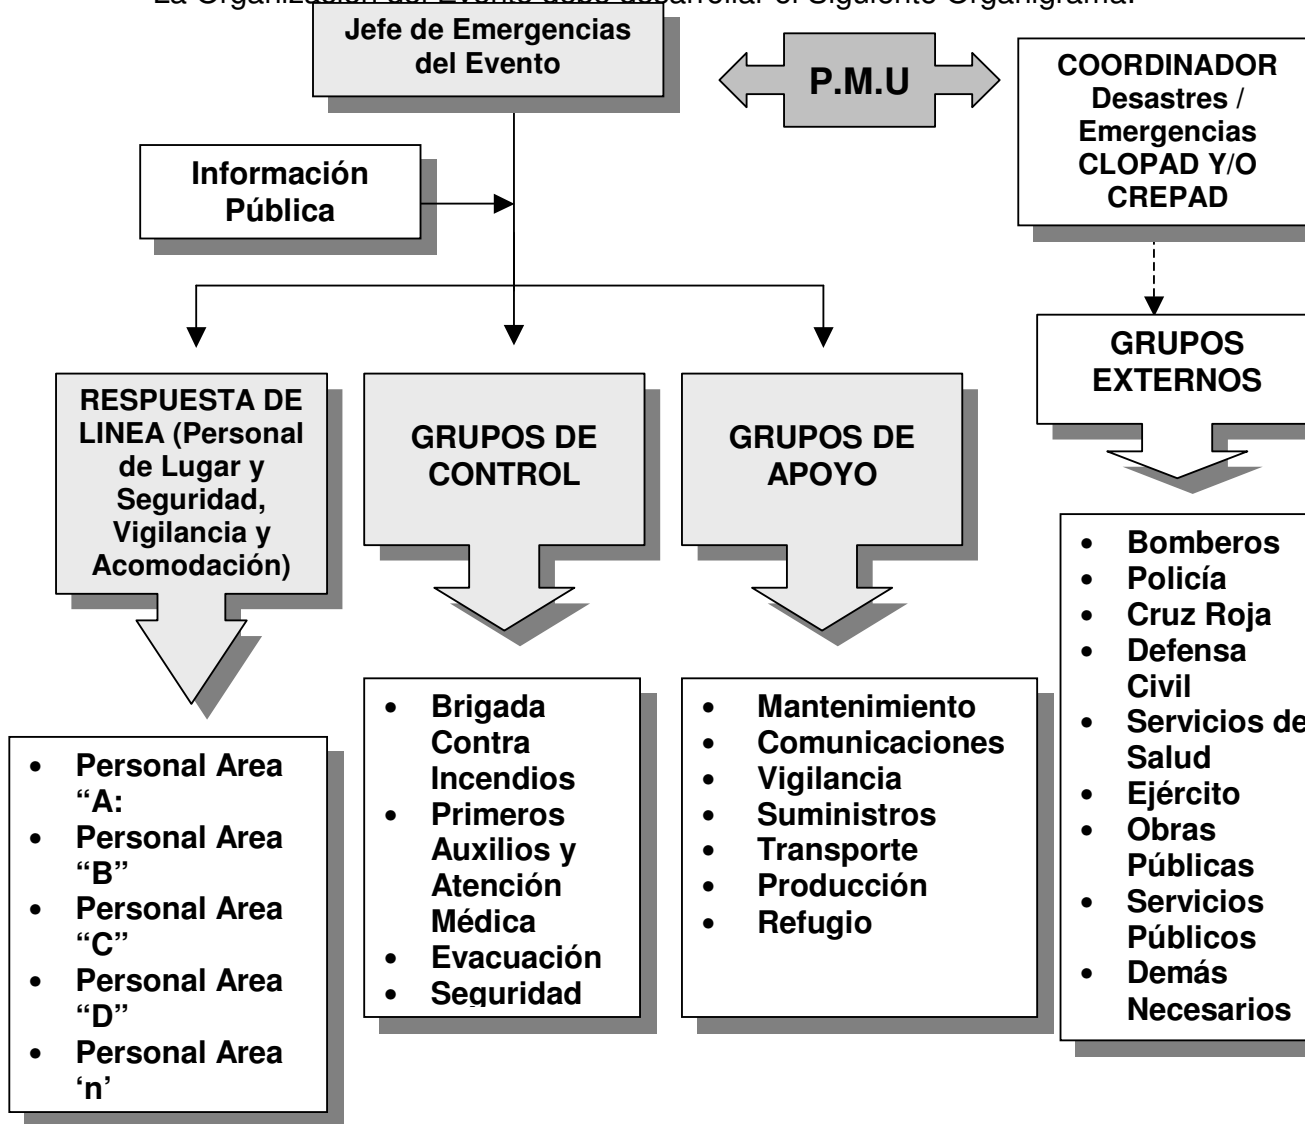 La Organización del Evento debe desarrollar el Siguiente Organigrama:
Jefe de Emergencias
del Evento
P.M.U
COORDINADOR
Desastres /
Emergencias
CLOPAD Y/O
CREPAD
Información
Pública
GRUPOS
EXTERNOS
RESPUESTA DE
LINEA (Personal
de Lugar y
Seguridad,
Vigilancia y
Acomodación)
GRUPOS DE
CONTROL
GRUPOS DE
APOYO
• Personal Area
“A:
• Personal Area
“B”
• Personal Area
“C”
• Personal Area
“D”
• Personal Area
‘n’
• Brigada
Contra
Incendios
• Primeros
Auxilios y
Atención
Médica
• Evacuación
• Seguridad
• Mantenimiento
• Comunicaciones
• Vigilancia
• Suministros
• Transporte
• Producción
• Refugio
• Bomberos
• Policía
• Cruz Roja
• Defensa
Civil
• Servicios de
Salud
• Ejército
• Obras
Públicas
• Servicios
Públicos
• Demás
Necesarios